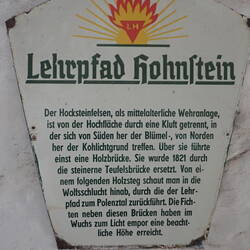 LH
Lehrpfad Hohnstein
Der Hocksteinfelsen, als mittelalterliche Wehranlage,
ist von der Hochfläche durch eine Kluft getrennt, in
der sich von Süden her der Blümel-, von Norden
her der Kohlichtgrund treffen. Über sie führte
einst eine Holzbrücke. Sie wurde 1821 durch
die steinerne Teufelsbrücke ersetzt. Von ei-
nem folgenden Holzsteg schaut man in die
Wolfsschlucht hinab, durch die der Lehr-
pfad zum Polenztal zurückführt. Die Fich-
ten neben diesen Brücken haben im
Wuchs zum Licht empor eine beacht-
liche Höhe erreicht.